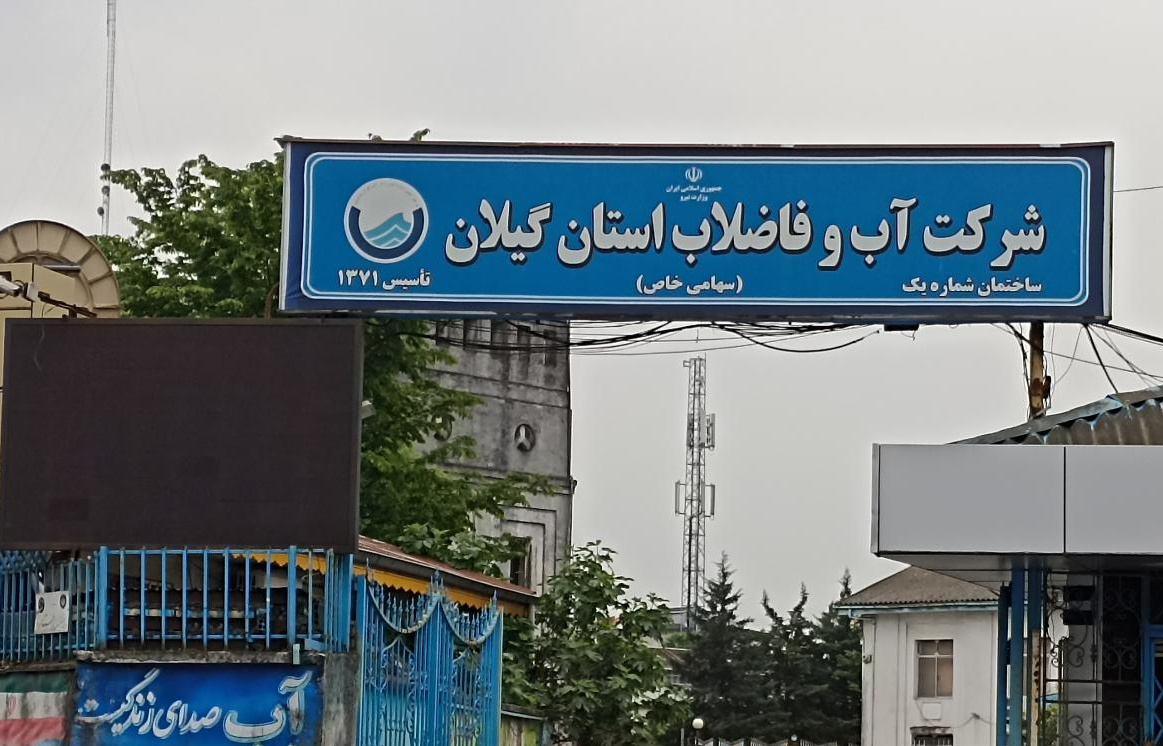 جمهوری اسلامی ایران
وزارت نیرو
شرکت آب و فاضلاب استان گیلان
ساختمان شماره یک
(سهامی خاص)
تأسیس ۱۳۷۱
آب صدای زندگیست